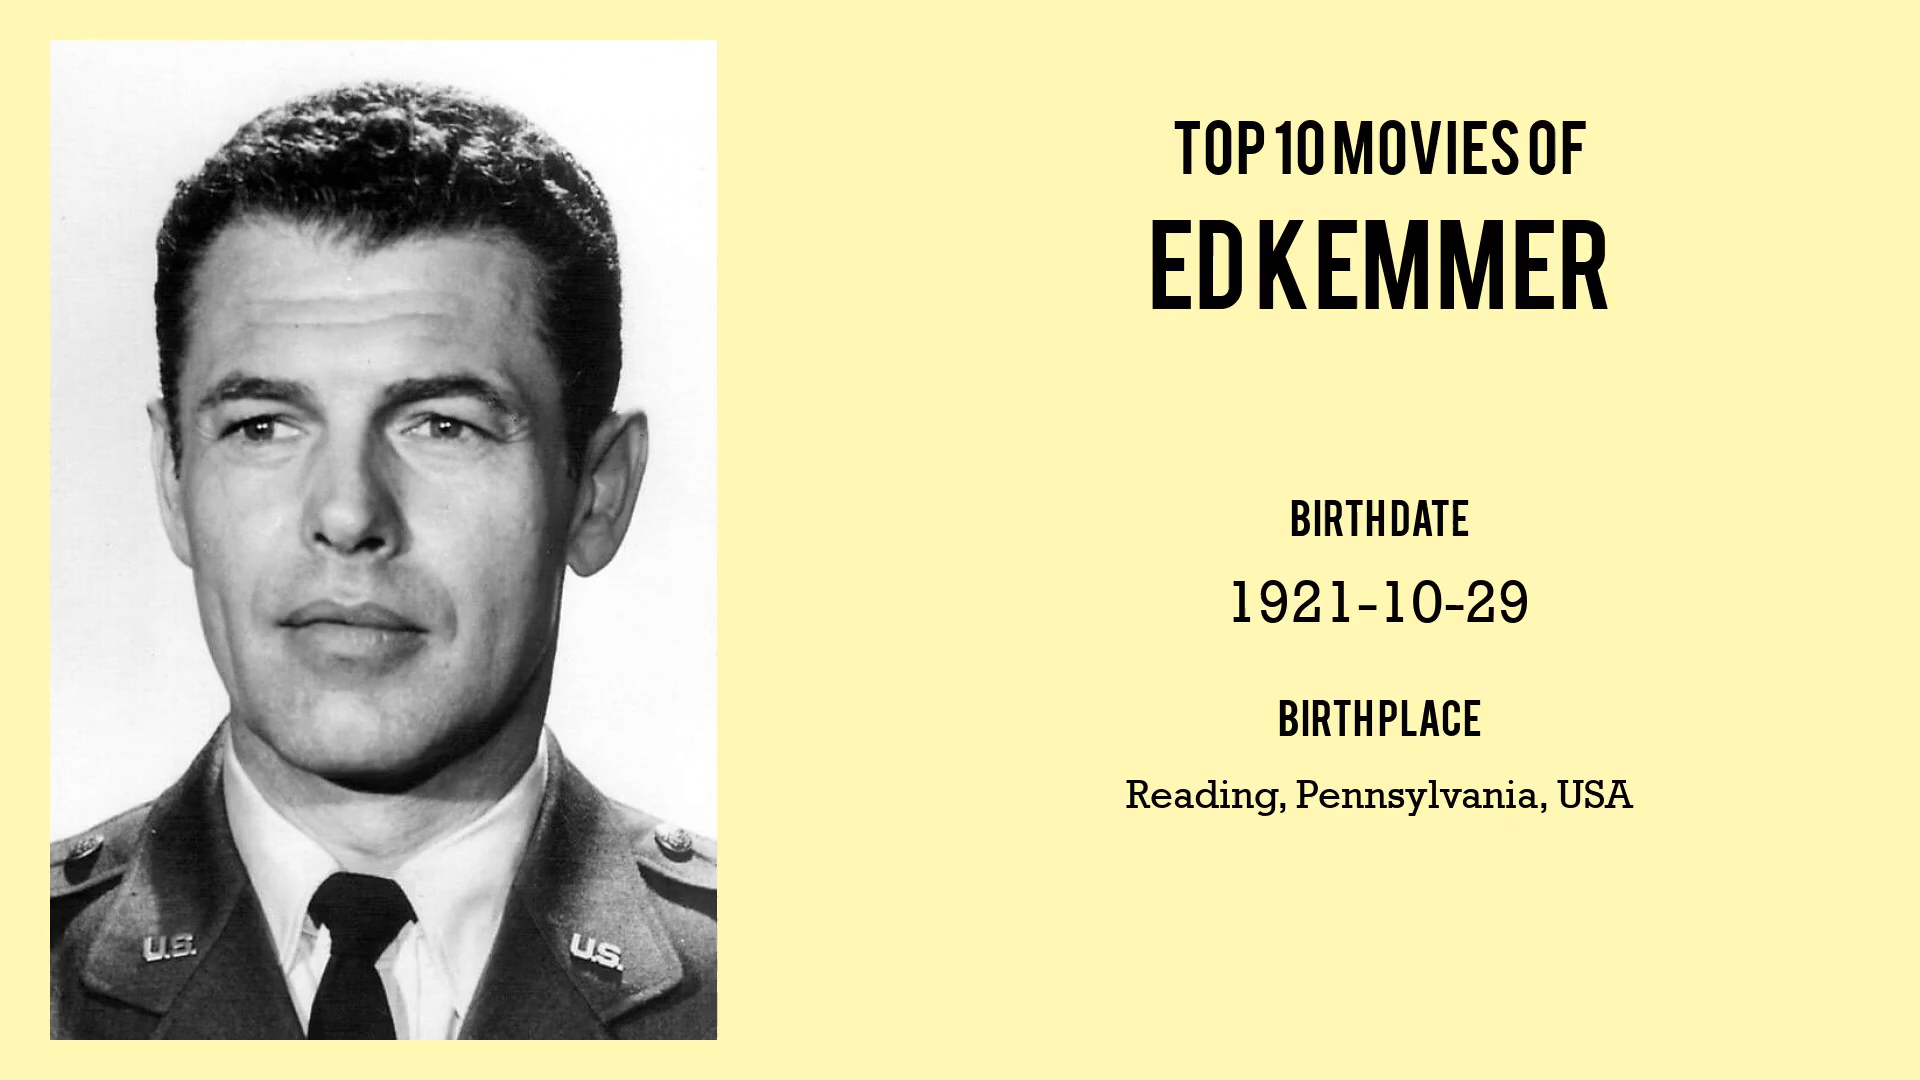 TOP 10 MOVIES OF
ED KEMMER
BIRTHDATE
1921-10-29
BIRTHPLACE
Reading, Pennsylvania, USA
U.S.
U.S.